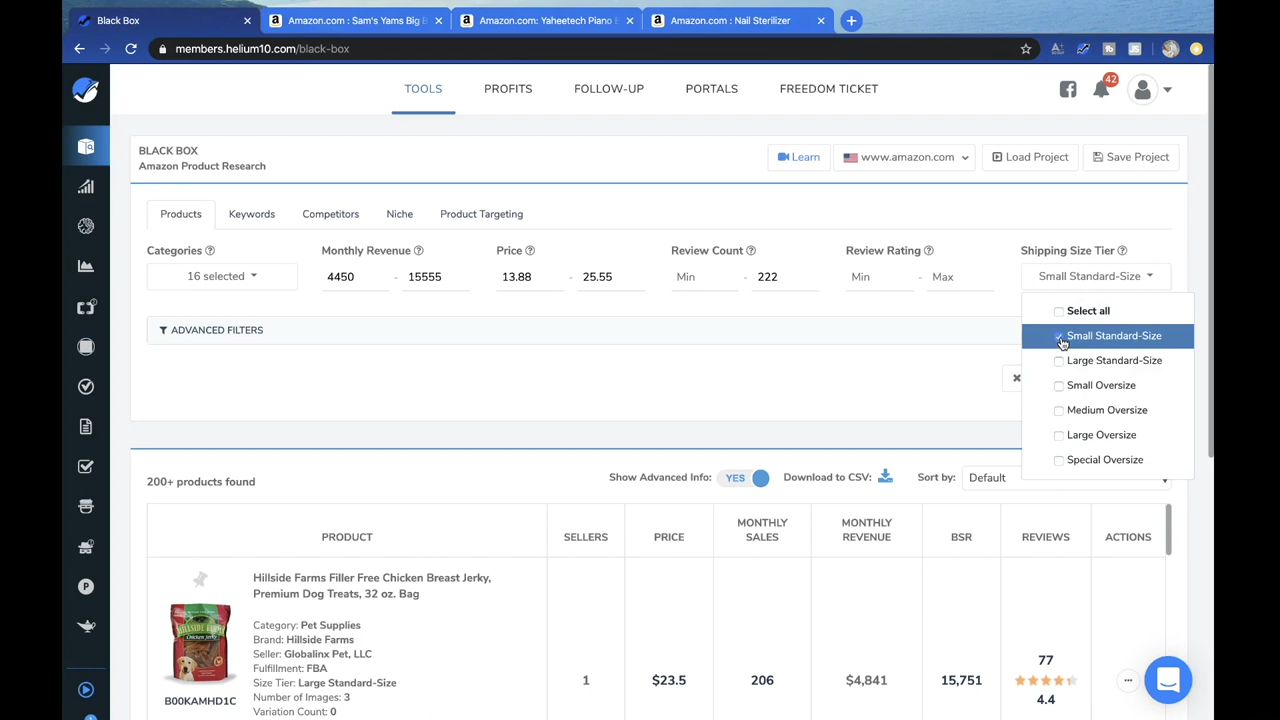 Black Box
Amazon.com : Sam's Yams Big B
Amazon.com: Yaheetech Piano B
Amazon.com : Nail Sterilizer
members.helium10.com/black-box
TOOLS
PROFITS
FOLLOW-UP
PORTALS
FREEDOM TICKET
42
BLACK BOX
Amazon Product Research
Learn
www.amazon.com
Load Project
Save Project
Products
Keywords
Competitors
Niche
Product Targeting
Categories
Monthly Revenue
Price
Review Count
Review Rating
Shipping Size Tier
16 selected
4450 - 15555
13.88 - 25.55
Min - 222
Min - Max
Small Standard-Size
Select all
Small Standard-Size
Large Standard-Size
Small Oversize
Medium Oversize
Large Oversize
Special Oversize
ADVANCED FILTERS
200+ products found
Show Advanced Info: YES
Download to CSV:
Sort by: Default
PRODUCT
SELLERS
PRICE
MONTHLY
SALES
MONTHLY
REVENUE
BSR
REVIEWS
ACTIONS
Hillside Farms Filler Free Chicken Breast Jerky,
Premium Dog Treats, 32 oz. Bag
Category: Pet Supplies
Brand: Hillside Farms
Seller: Globalinx Pet, LLC
Fulfillment: FBA
Size Tier: Large Standard-Size
Number of Images: 3
Variation Count: 0
B00KAMHD1C
1
$23.5
206
$4,841
15,751
77
4.4